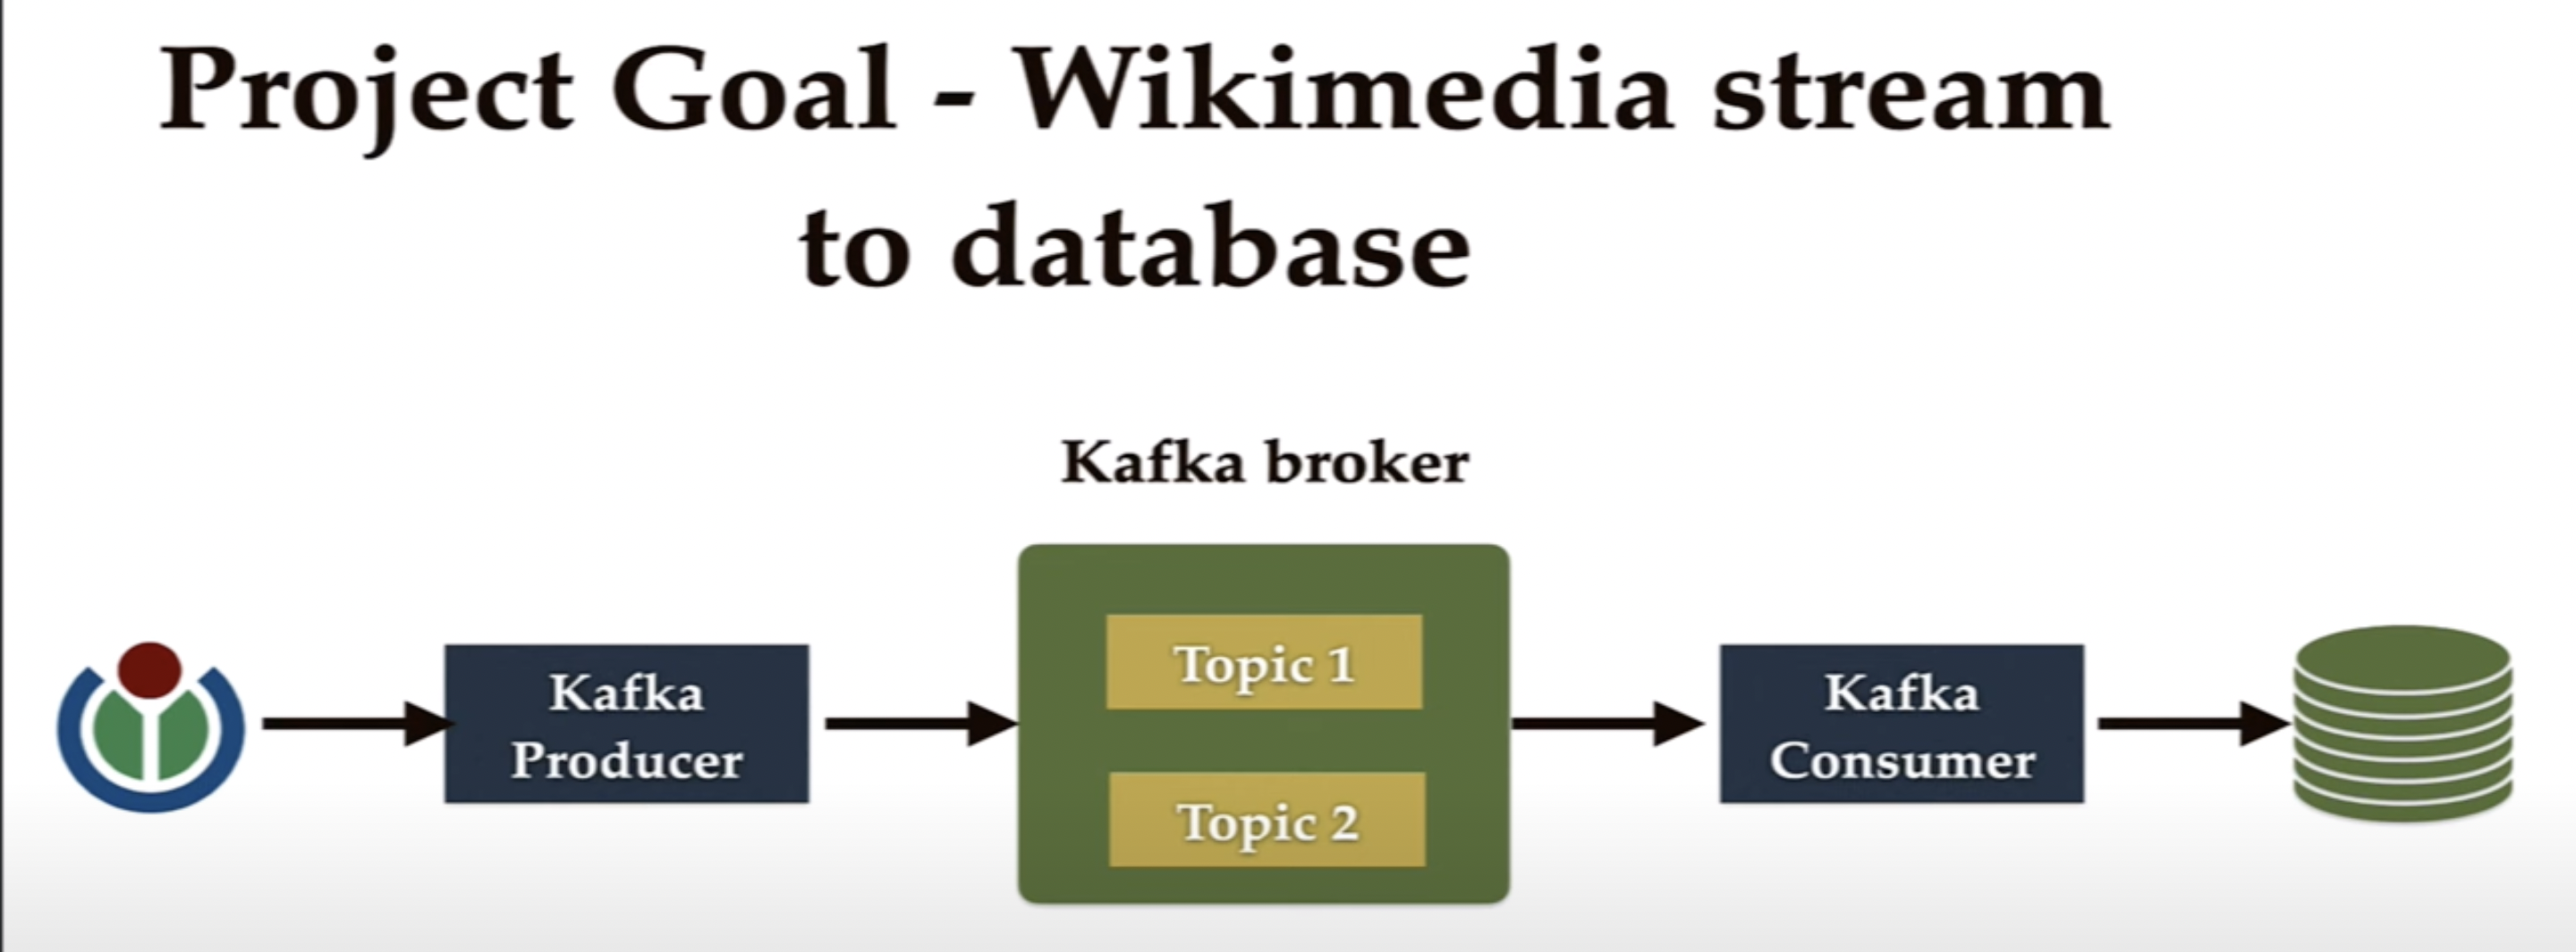 Project Goal - Wikimedia stream
to database
Kafka broker
Topic 1
Topic 2
Kafka
Producer
Kafka
Consumer